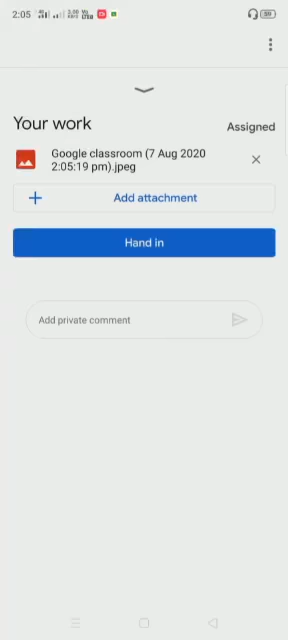 2:05
59
Your work
Assigned
Google classroom (7 Aug 2020
2:05:19 pm).jpeg
Add attachment
Hand in
Add private comment